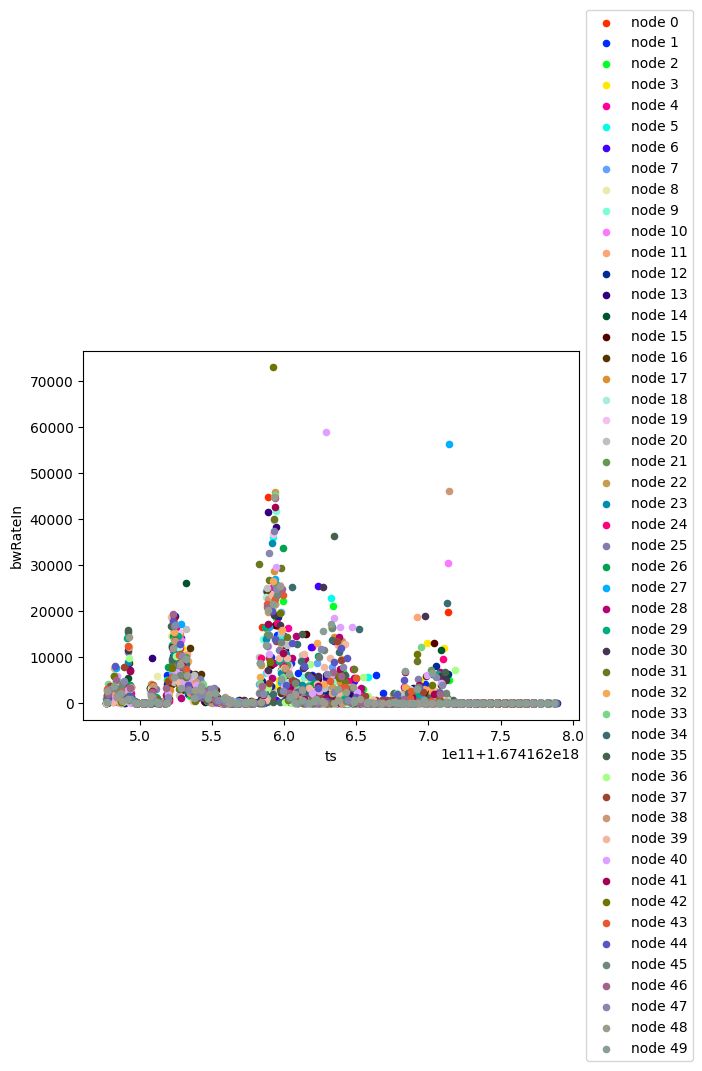 node 0
node 1
node 2
node 3
node 4
node 5
node 6
node 7
node 8
node 9
node 10
node 11
node 12
node 13
node 14
node 15
node 16
node 17
node 18
node 19
node 20
node 21
node 22
node 23
node 24
node 25
node 26
node 27
node 28
node 29
node 30
node 31
node 32
node 33
node 34
node 35
node 36
node 37
node 38
node 39
node 40
node 41
node 42
node 43
node 44
node 45
node 46
node 47
node 48
node 49
bwRateIn
70000
60000
50000
40000
30000
20000
10000
0
5.0 5.5 6.0 6.5 7.0 7.5 8.0
ts
1e11+1.674162e18